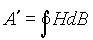 A´ = ∮ HdB